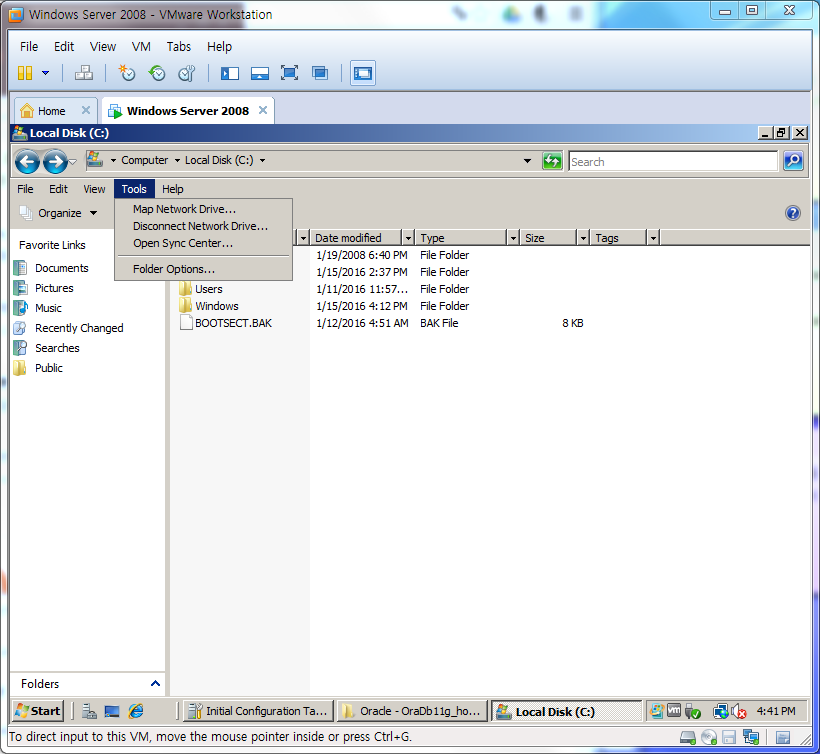 Windows Server 2008 - VMware Workstation
File Edit View VM Tabs Help
Home Windows Server 2008
Local Disk (C:)
Computer Local Disk (C:) Search
File Edit View Tools Help
Organize
Map Network Drive...
Disconnect Network Drive...
Open Sync Center...
Folder Options...
Favorite Links
Documents
Pictures
Music
Recently Changed
Searches
Public
Date modified Type Size Tags
1/19/2008 6:40 PM File Folder
1/15/2016 2:37 PM File Folder
Users 1/11/2016 11:57... File Folder
Windows 1/15/2016 4:12 PM File Folder
BOOTSECT.BAK 1/12/2016 4:51 AM BAK File 8 KB
Folders
Start Initial Configuration Ta... Oracle - OraDb11g_ho... Local Disk (C:) vm 4:41 PM
To direct input to this VM, move the mouse pointer inside or press Ctrl+G.